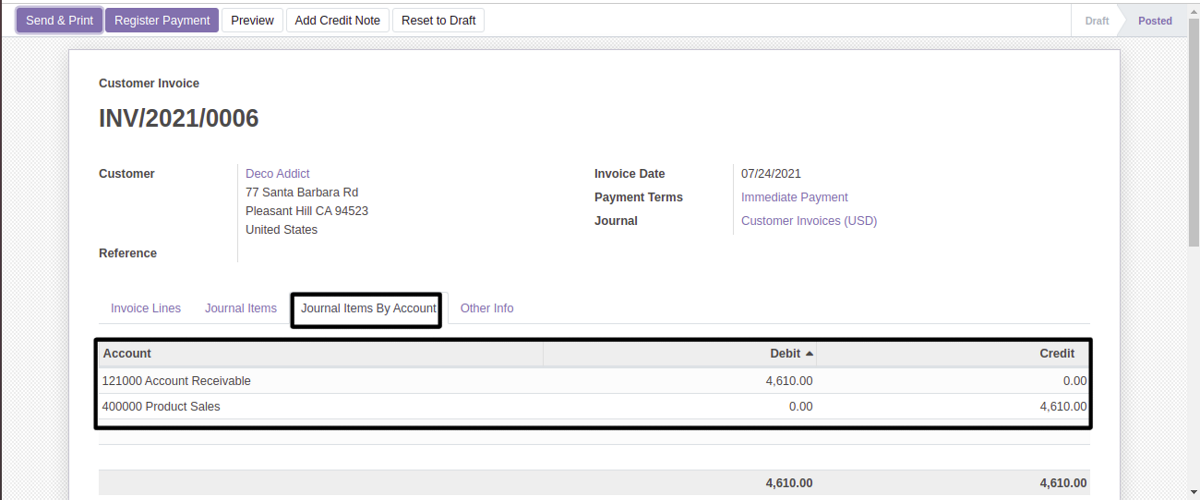 Send & Print Register Payment Preview Add Credit Note Reset to Draft Draft Posted
Customer Invoice
INV/2021/0006
Customer Deco Addict Invoice Date 07/24/2021
77 Santa Barbara Rd
Payment Terms Immediate Payment
Pleasant Hill CA 94523
Journal Customer Invoices (USD)
United States
Reference
Invoice Lines Journal Items Journal Items By Account Other Info
Account Debit Credit
121000 Account Receivable 4,610.00 0.00
400000 Product Sales 0.00 4,610.00
4,610.00 4,610.00